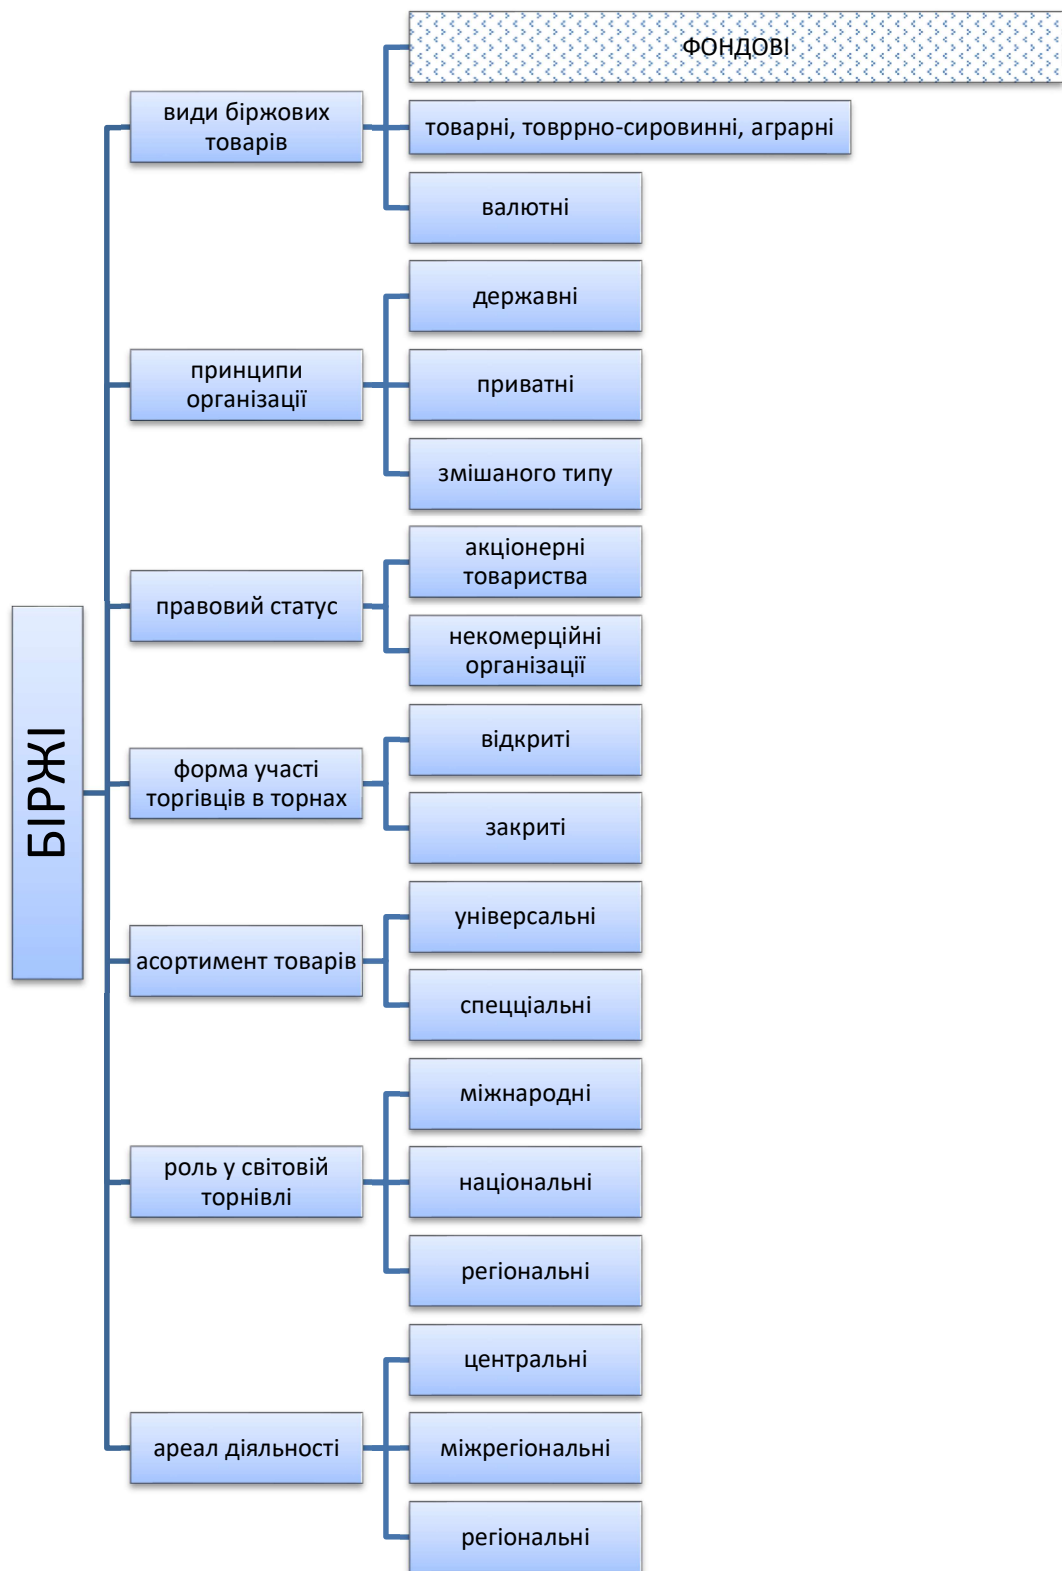 БІРЖІ
види біржових
товарів
ФОНДОВІ
товарні, товррно-сировинні, аграрні
валютні
принципи
організації
державні
приватні
змішаного типу
правовий статус
акціонерні
товариства
некомерційні
організації
форма участі
торгівців в торнах
відкриті
закриті
асортимент товарів
універсальні
спецціальні
роль у світовій
торнівлі
міжнародні
національні
регіональні
ареал діяльності
центральні
міжрегіональні
регіональні